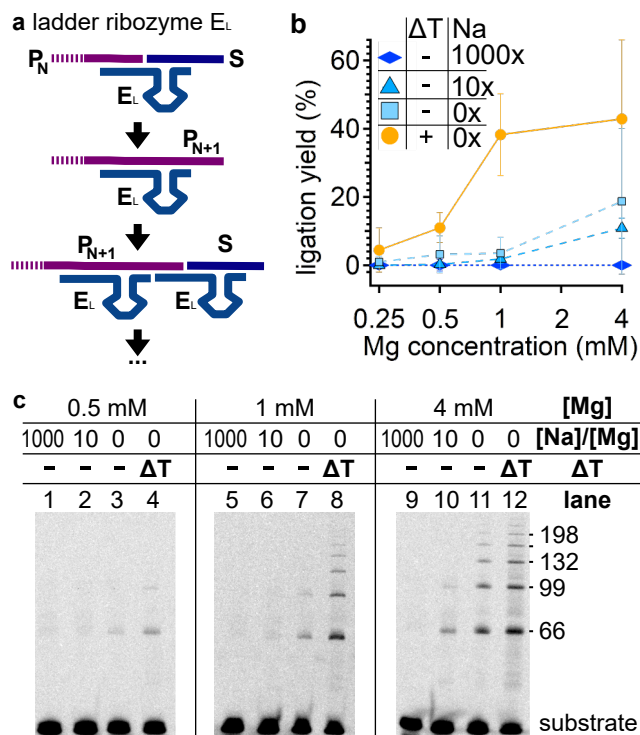 a ladder ribozyme EL
PN
S
EL
PN+1
EL
PN+1
S
EL
EL
...
b
ΔT Na
- 1000x
- 10x
- 0x
+ 0x
60
40
20
0
ligation yield (%)
0.25 0.5 1 2 4
Mg concentration (mM)
c
0.5 mM 1 mM 4 mM [Mg]
1000 10 0 0 1000 10 0 0 1000 10 0 0 [Na]/[Mg]
- - - ΔT - - - ΔT - - - ΔT ΔT
1 2 3 4 5 6 7 8 9 10 11 12 lane
198
132
99
66
substrate